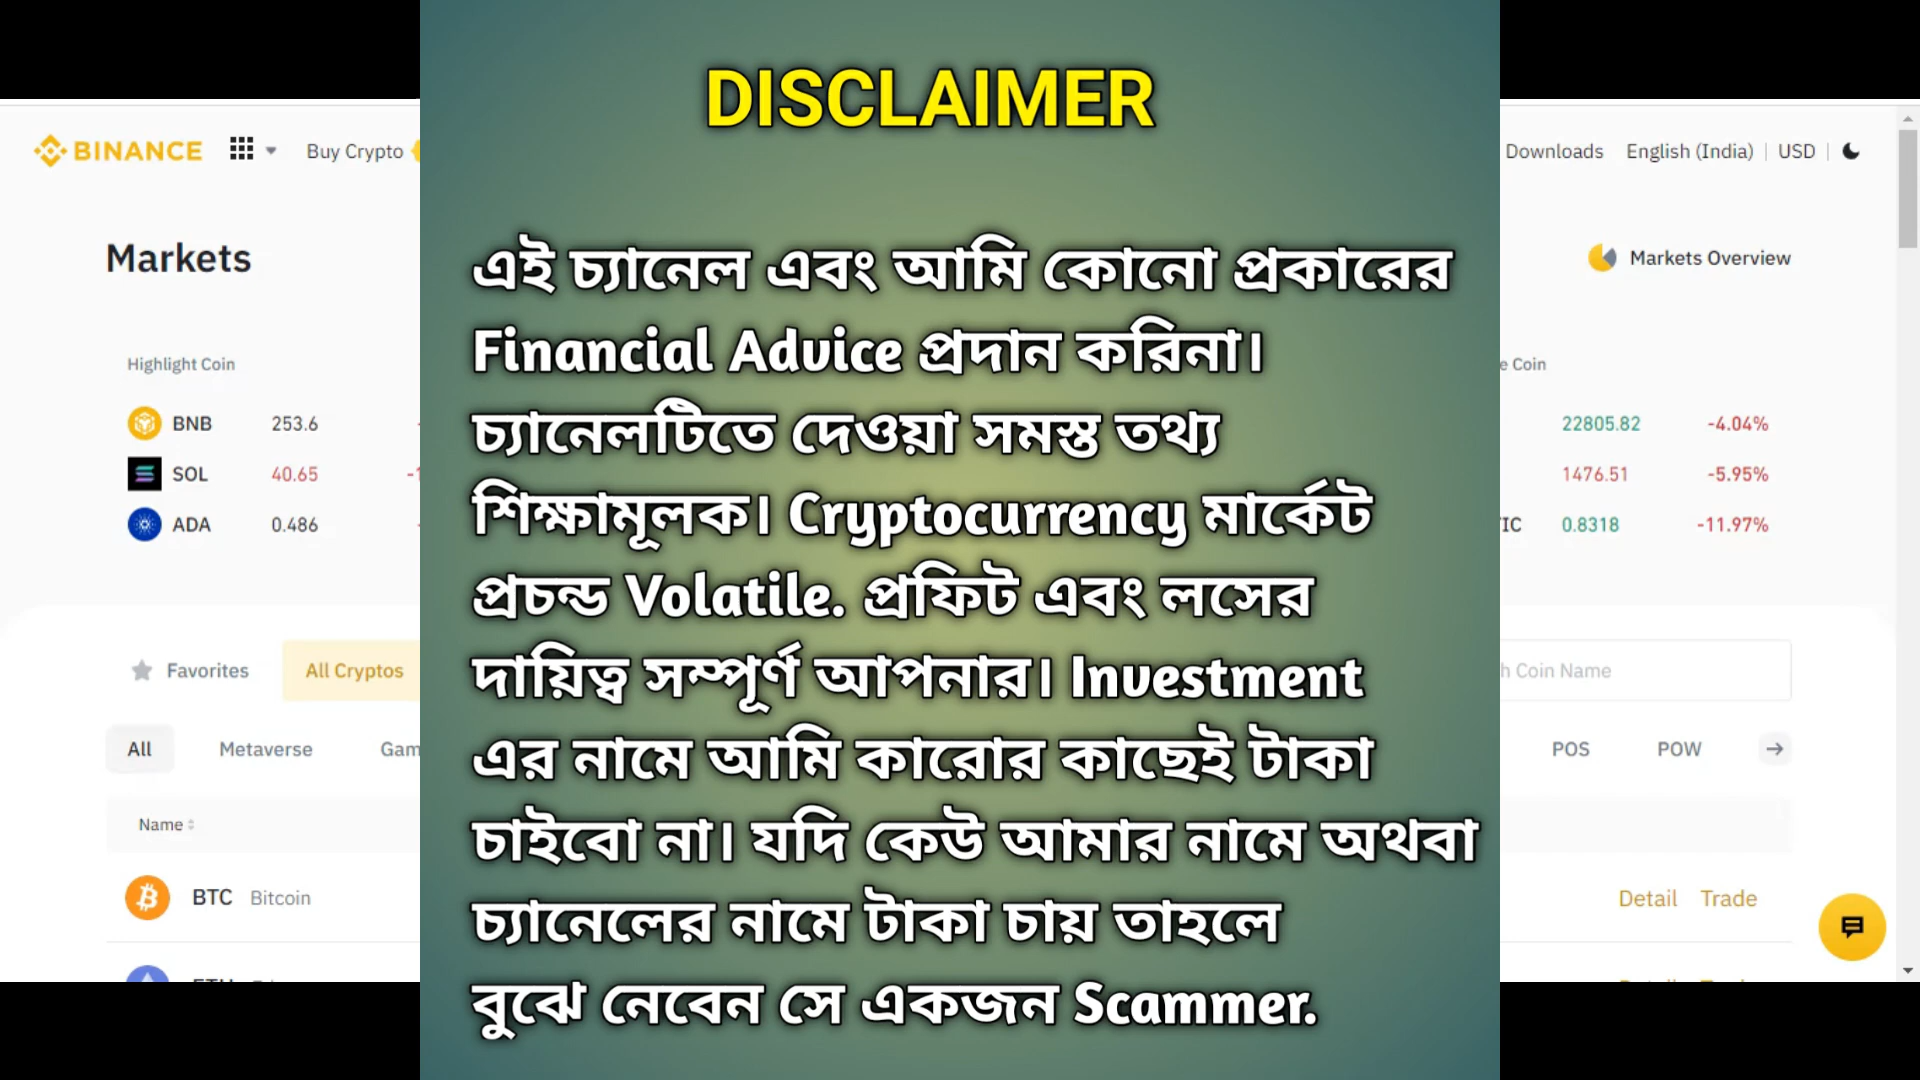 DISCLAIMER
এই চ্যানেল এবং আমি কোনো প্রকারের
Financial Advice প্রদান করিনা।
চ্যানেলটিতে দেওয়া সমস্ত তথ্য
শিক্ষামূলক। Cryptocurrency মার্কেট
প্রচন্ড Volatile. প্রফিট এবং লসের
দায়িত্ব সম্পূর্ণ আপনার। Investment
এর নামে আমি কারোর কাছেই টাকা
চাইবো না। যদি কেউ আমার নামে অথবা
চ্যানেলের নামে টাকা চায় তাহলে
বুঝে নেবেন সে একজন Scammer.
BINANCE
Buy Crypto
Downloads English (India) USD
Markets
Markets Overview
Highlight Coin
Coin
BNB 253.6
22805.82 -4.04%
SOL 40.65
1476.51 -5.95%
ADA 0.486
0.8318 -11.97%
Favorites All Cryptos
Coin Name
All Metaverse
POS POW
Name
BTC Bitcoin
Detail Trade